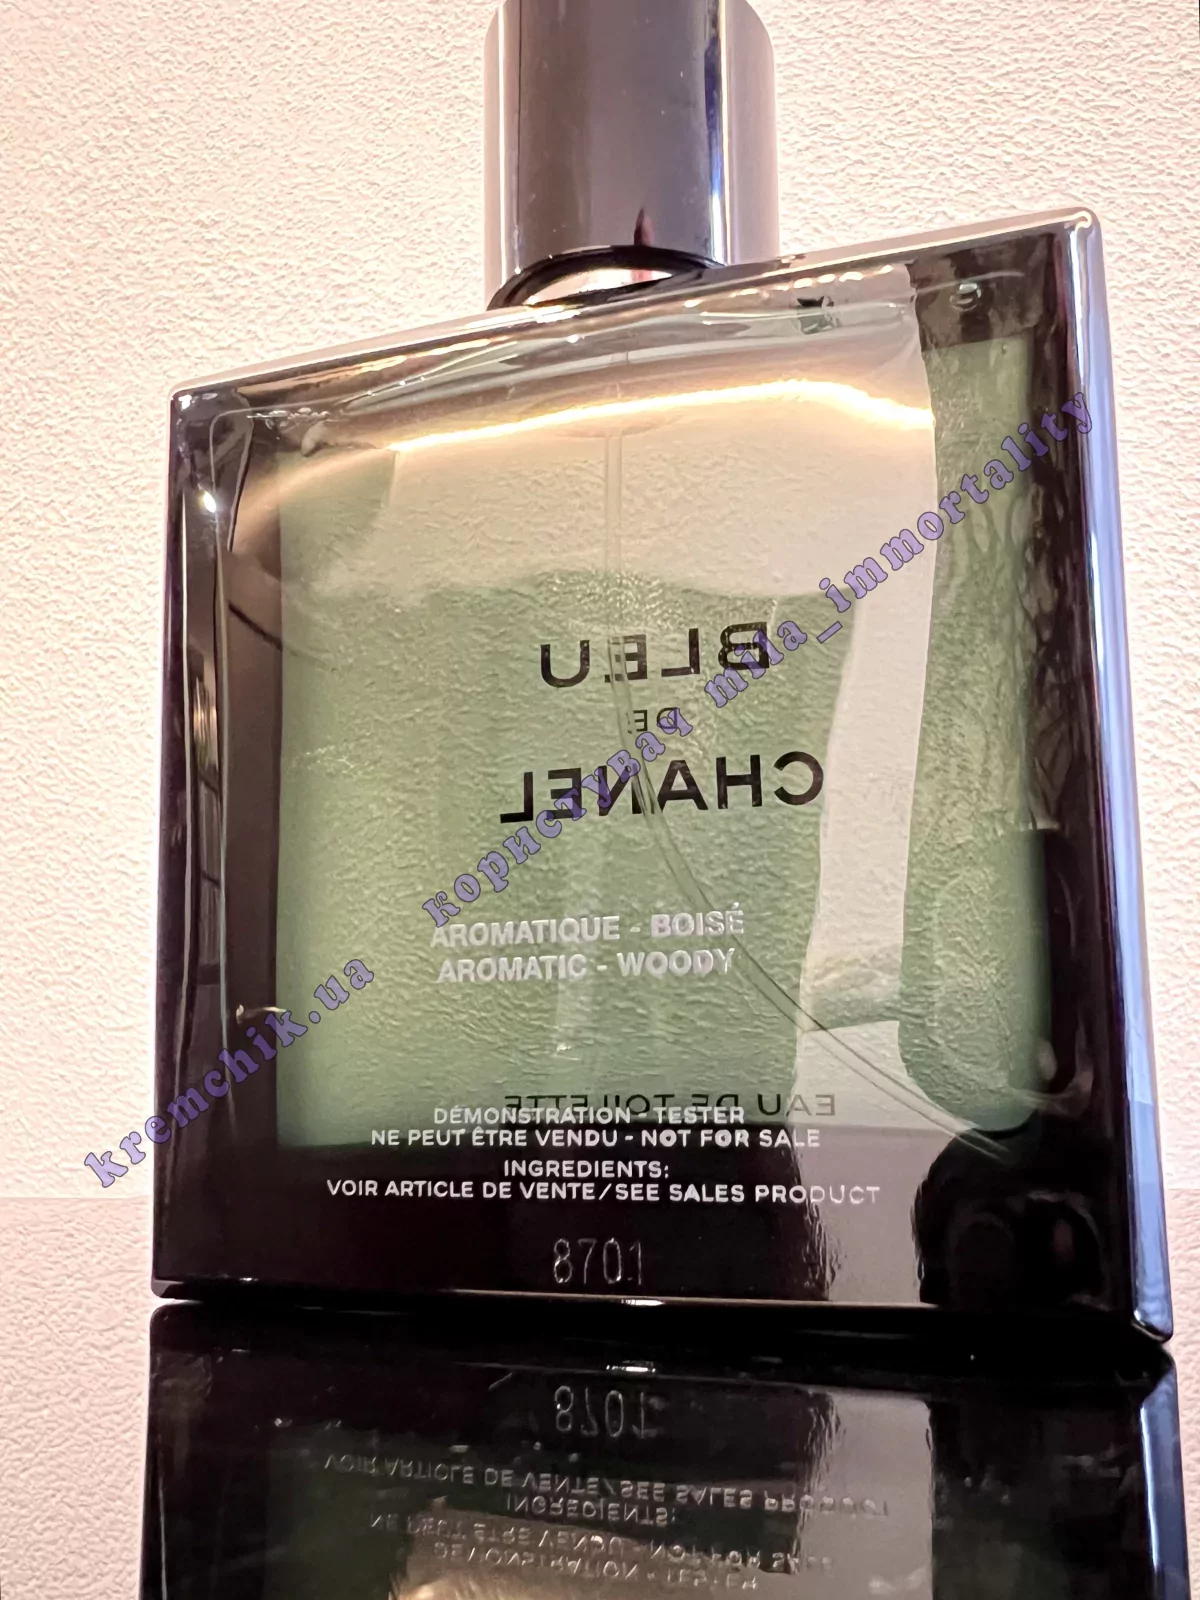 BLEU
DE
CHANEL
AROMATIQUE - BOISÉ
AROMATIC - WOODY
EAU DE TOILETTE
DÉMONSTRATION - TESTER
NE PEUT ÊTRE VENDU - NOT FOR SALE
INGREDIENTS:
VOIR ARTICLE DE VENTE/SEE SALES PRODUCT
8701
kremchik.ua користувач mila_immortality